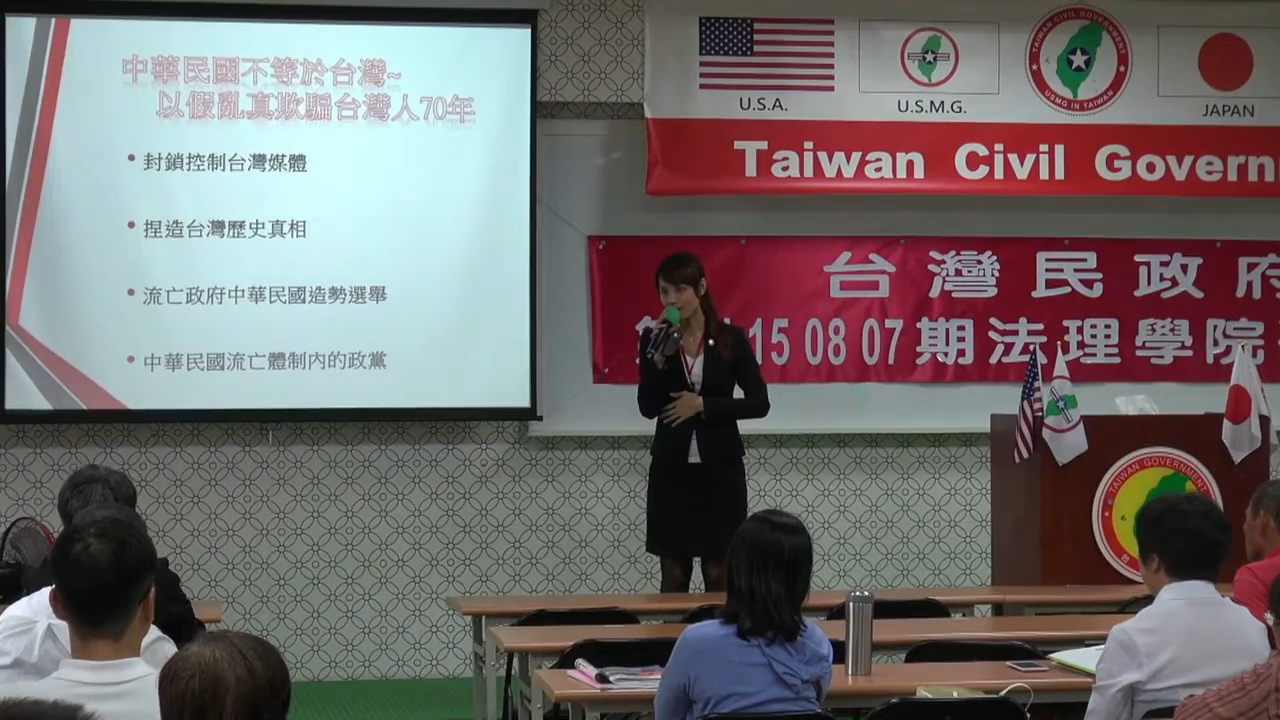 中華民國不等於台灣~
以假亂真欺騙台灣人70年
• 封鎖控制台灣媒體
• 捏造台灣歷史真相
• 流亡政府中華民國造勢選舉
• 中華民國流亡體制內的政黨
U.S.A.
U.S.M.G.
TAIWAN CIVIL GOVERNMENT
USMG IN TAIWAN
JAPAN
Taiwan Civil Govern
台灣民政府
15 08 07期法理學院
TAIWAN GOVERNMENT